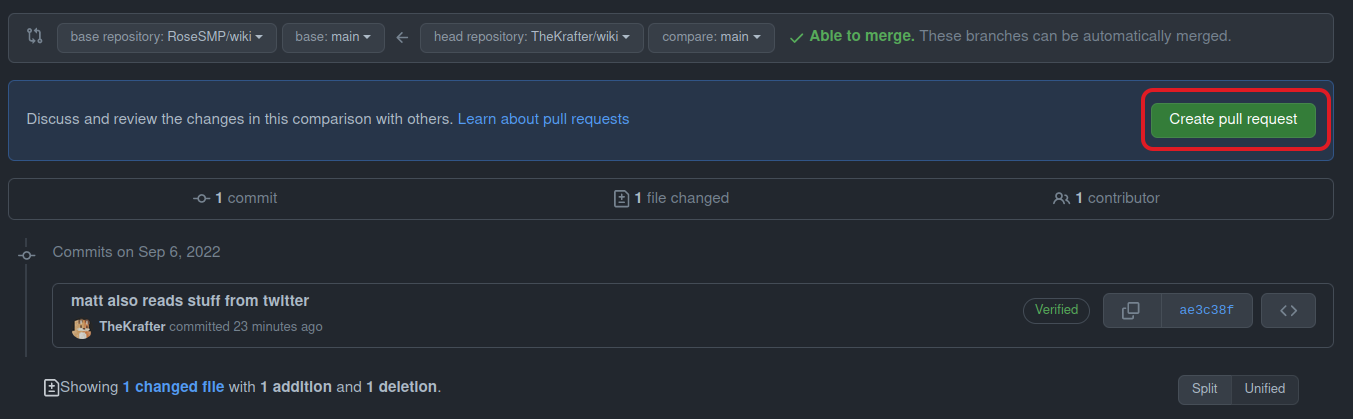 base repository: RoseSMP/wiki base: main head repository: TheKrafter/wiki compare: main Able to merge. These branches can be automatically merged.
Discuss and review the changes in this comparison with others. Learn about pull requests Create pull request
1 commit 1 file changed 1 contributor
Commits on Sep 6, 2022
matt also reads stuff from twitter
TheKrafter committed 23 minutes ago Verified ae3c38f
Showing 1 changed file with 1 addition and 1 deletion. Split Unified